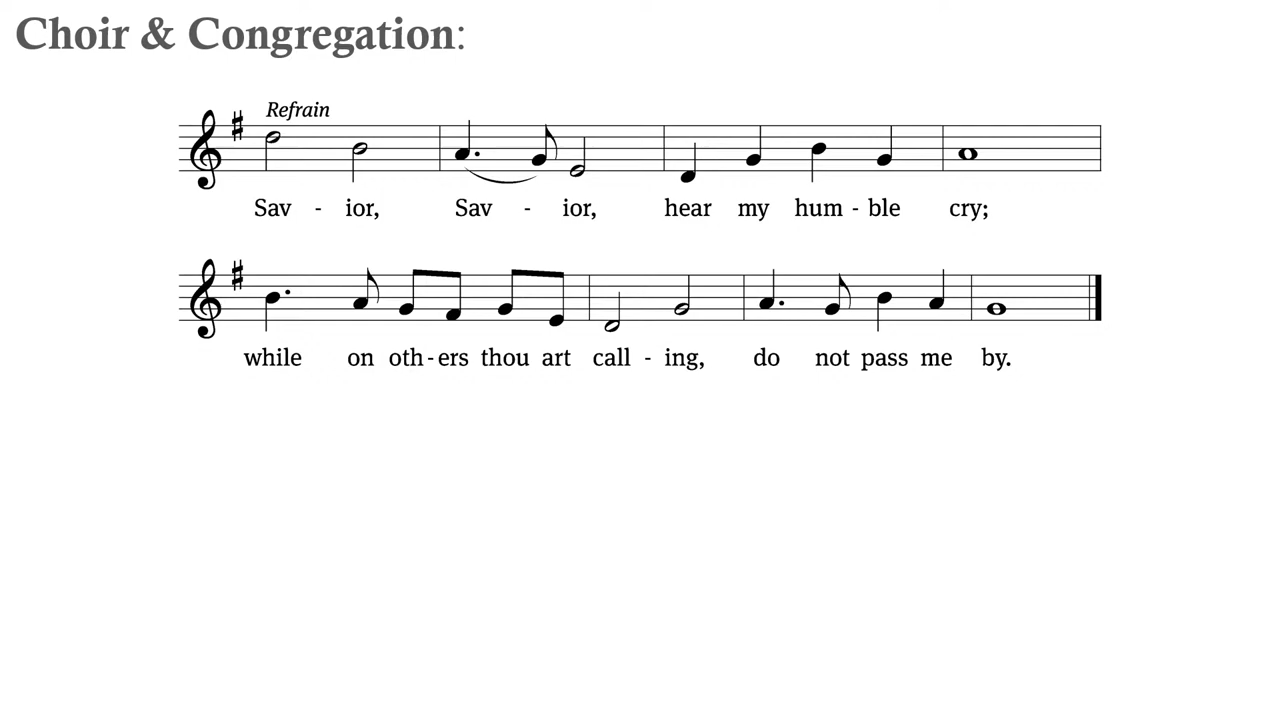 Choir & Congregation:
Refrain
Sav - ior, Sav - ior, hear my hum - ble cry;
while on oth - ers thou art call - ing, do not pass me by.